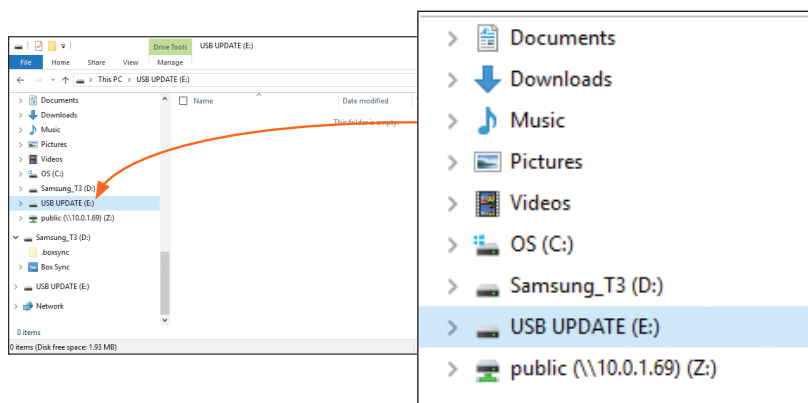 Drive Tools USB UPDATE (E:)
File Home Share View Manage
This PC > USB UPDATE (E:)
Name Date modified
This folder is empty.
Documents
Downloads
Music
Pictures
Videos
OS (C:)
Samsung_T3 (D:)
USB UPDATE (E:)
public (\\10.0.1.69) (Z:)
Samsung_T3 (D:)
.boxsync
Box Sync
USB UPDATE (E:)
Network
0 items
0 items (Disk free space: 1.93 MB)
Documents
Downloads
Music
Pictures
Videos
OS (C:)
Samsung_T3 (D:)
USB UPDATE (E:)
public (\\10.0.1.69) (Z:)